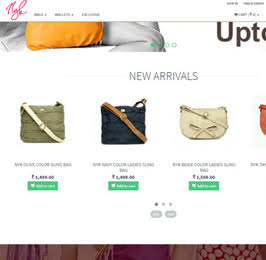 SIGN IN TRACK ORDER
Nyk
BAGS WALLETS EXCLUSIVE
CART
Upto
NEW ARRIVALS
NYK OLIVE COLOR SLING BAG
₹ 1,499.00
Add to cart
NYK NAVY COLOR LADIES SLING
BAG
₹ 1,499.00
Add to cart
NYK BEIGE COLOR LADIES SLING
BAG
₹ 1,599.00
Add to cart
NYK TA